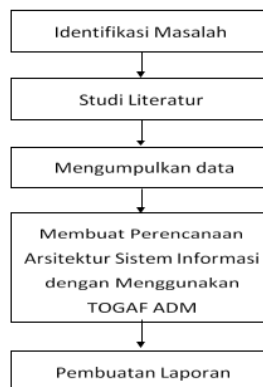 Identifikasi Masalah
Studi Literatur
Mengumpulkan data
Membuat Perencanaan
Arsitektur Sistem Informasi
dengan Menggunakan
TOGAF ADM
Pembuatan Laporan